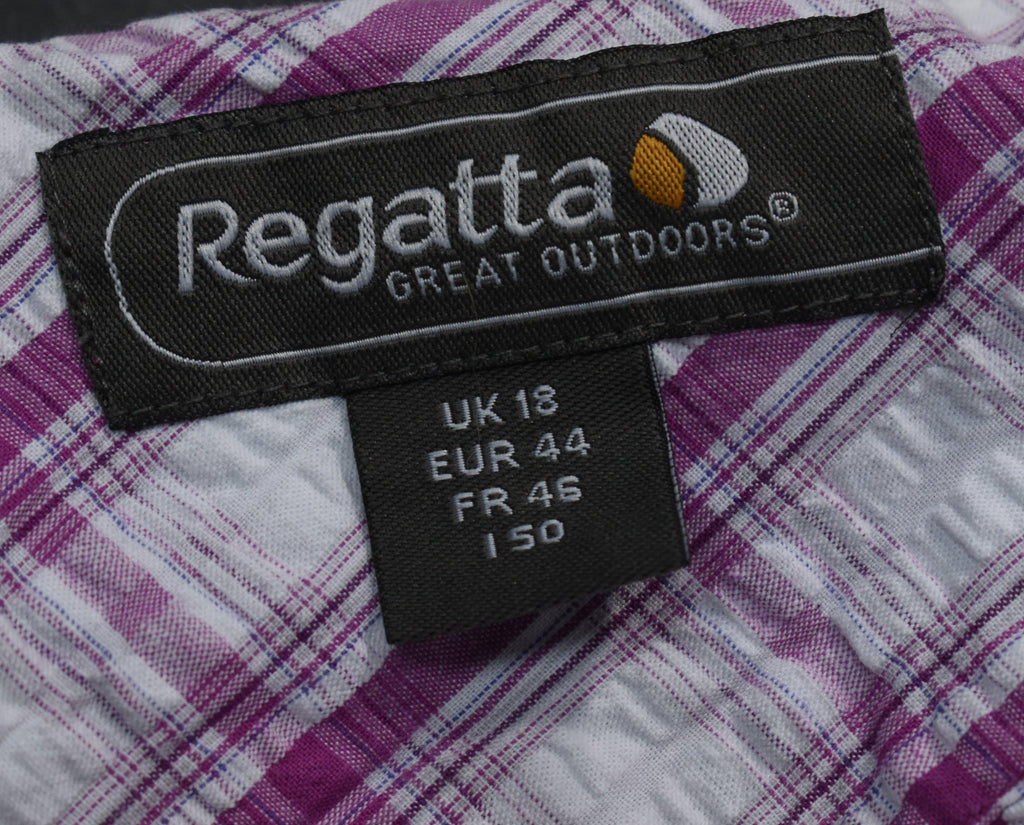 Regatta
GREAT OUTDOORS®
UK 18
EUR 44
FR 46
I 50